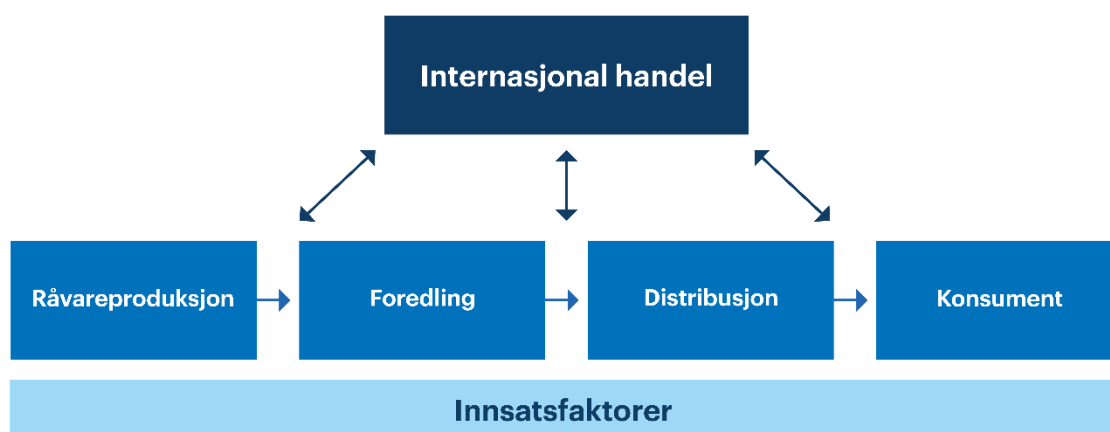 Internasjonal handel
Råvareproduksjon
Foredling
Distribusjon
Konsument
Innsatsfaktorer